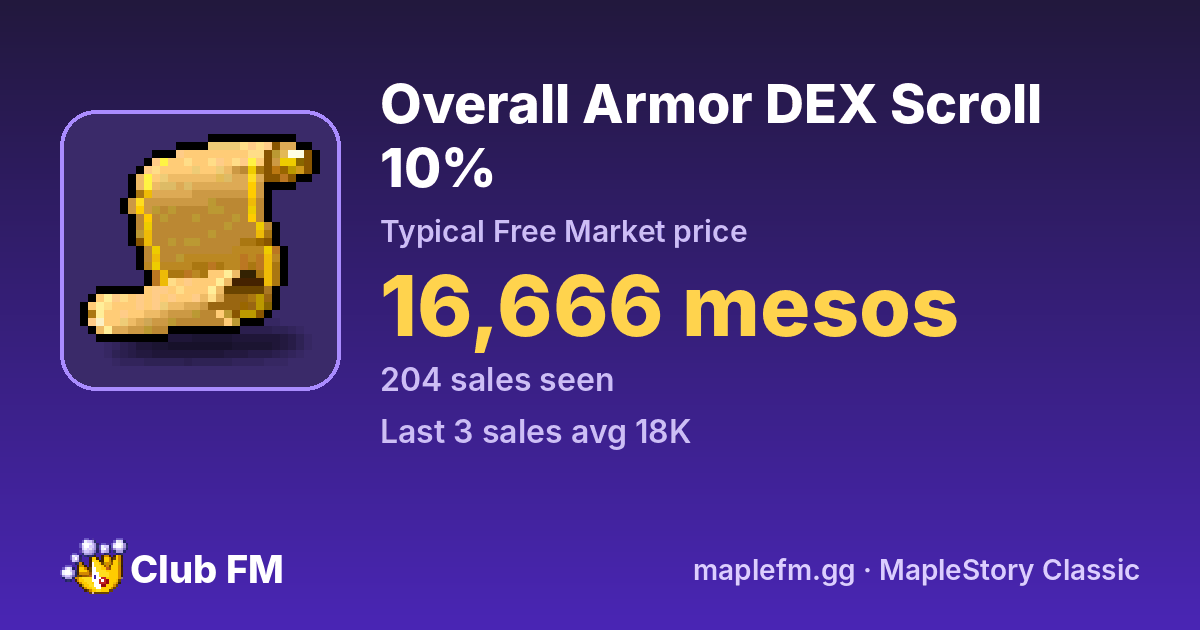 Overall Armor DEX Scroll
10%
Typical Free Market price
16,666 mesos
204 sales seen
Last 3 sales avg 18K
Club FM
maplefm.gg · MapleStory Classic